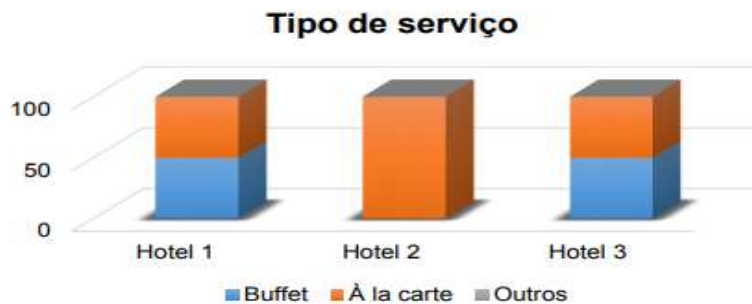 Tipo de serviço
100
50
0
Hotel 1 Hotel 2 Hotel 3
Buffet À la carte Outros